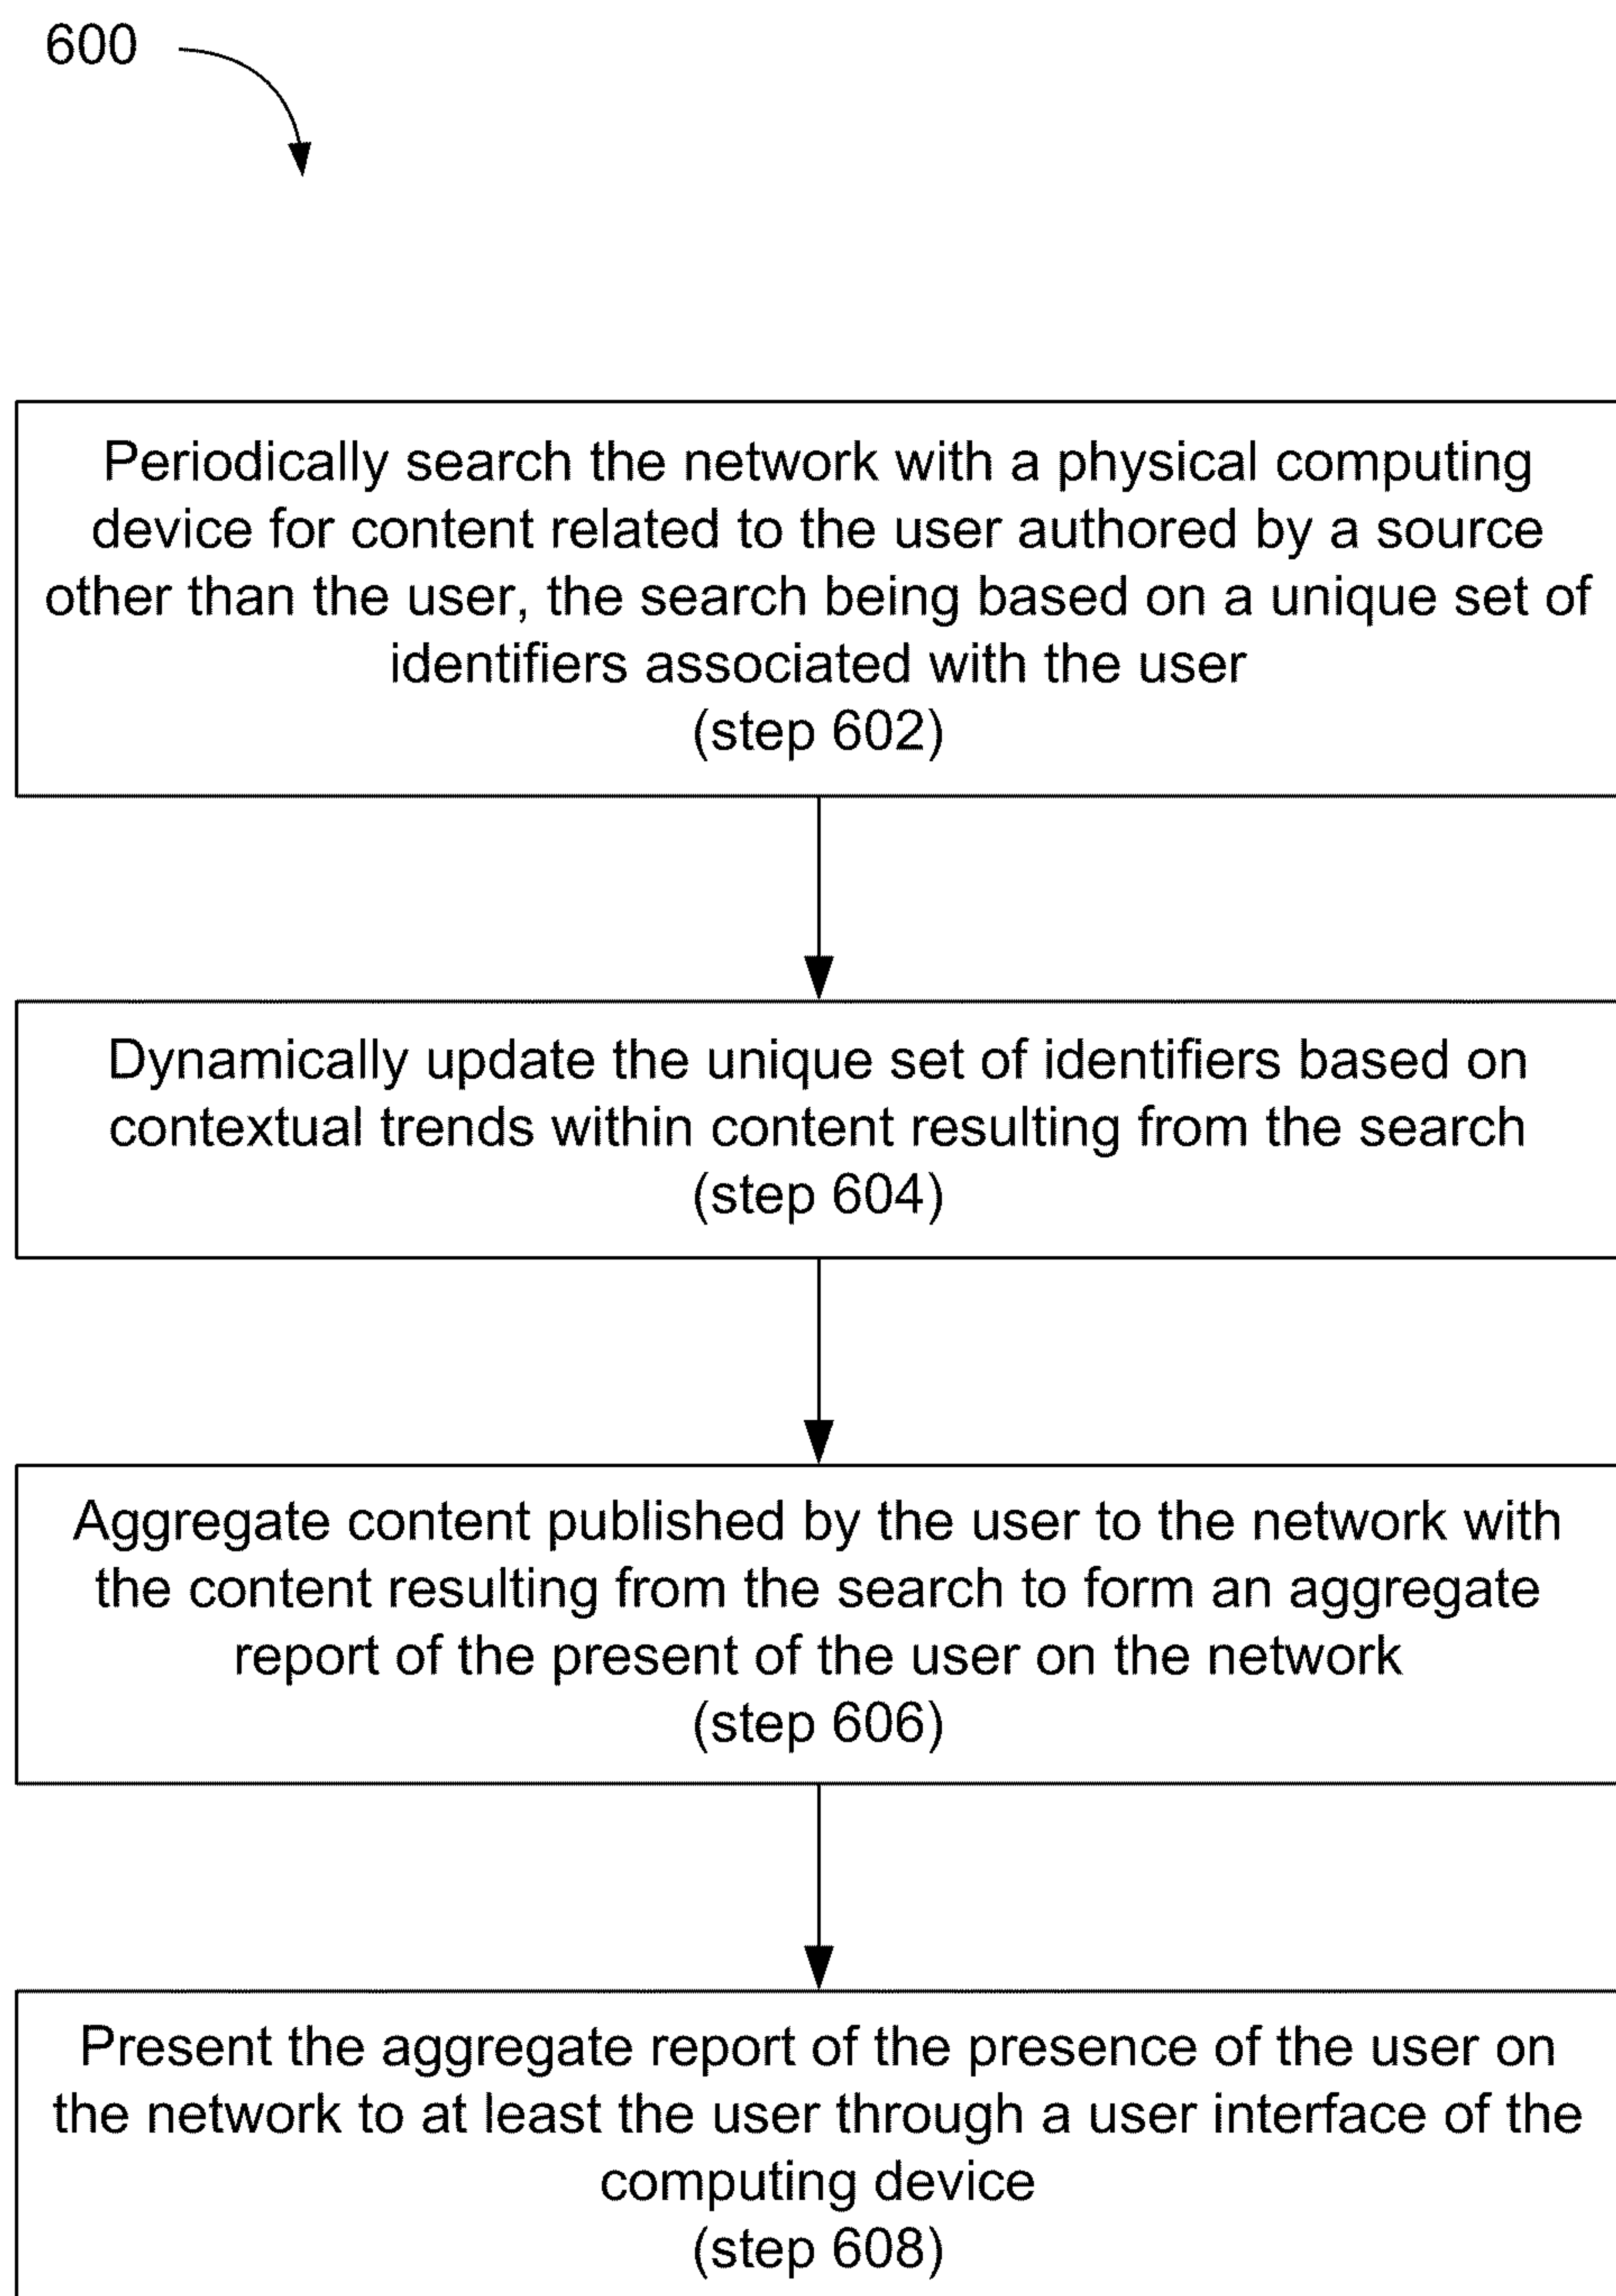 600
Periodically search the network with a physical computing
device for content related to the user authored by a source
other than the user, the search being based on a unique set of
identifiers associated with the user
(step 602)
Dynamically update the unique set of identifiers based on
contextual trends within content resulting from the search
(step 604)
Aggregate content published by the user to the network with
the content resulting from the search to form an aggregate
report of the present of the user on the network
(step 606)
Present the aggregate report of the presence of the user on
the network to at least the user through a user interface of the
computing device
(step 608)